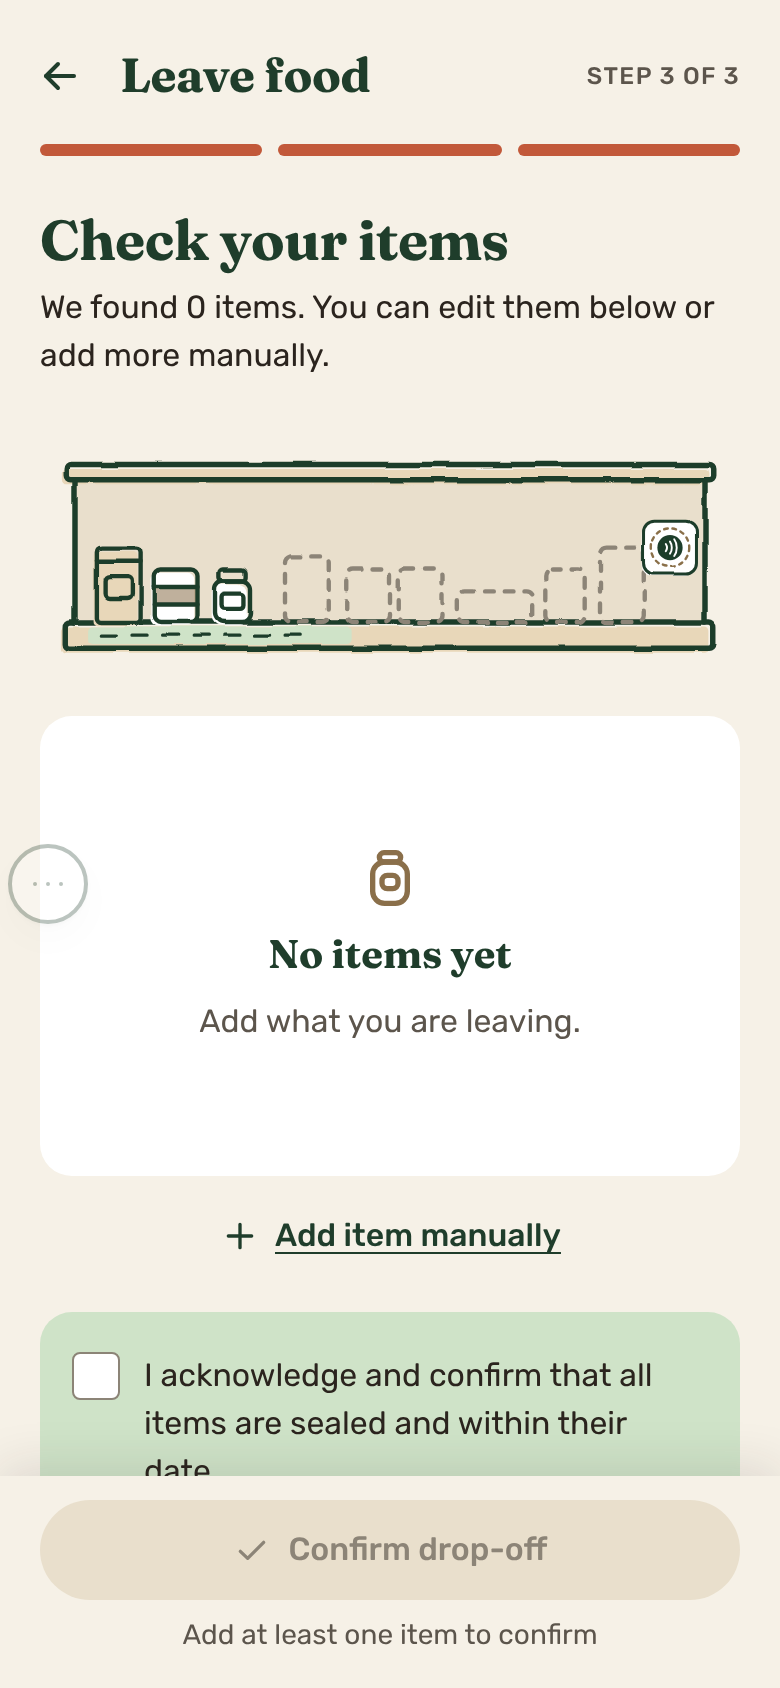 Leave food
STEP 3 OF 3
Check your items
We found 0 items. You can edit them below or
add more manually.
No items yet
Add what you are leaving.
Add item manually
I acknowledge and confirm that all
items are sealed and within their
date
Confirm drop-off
Add at least one item to confirm